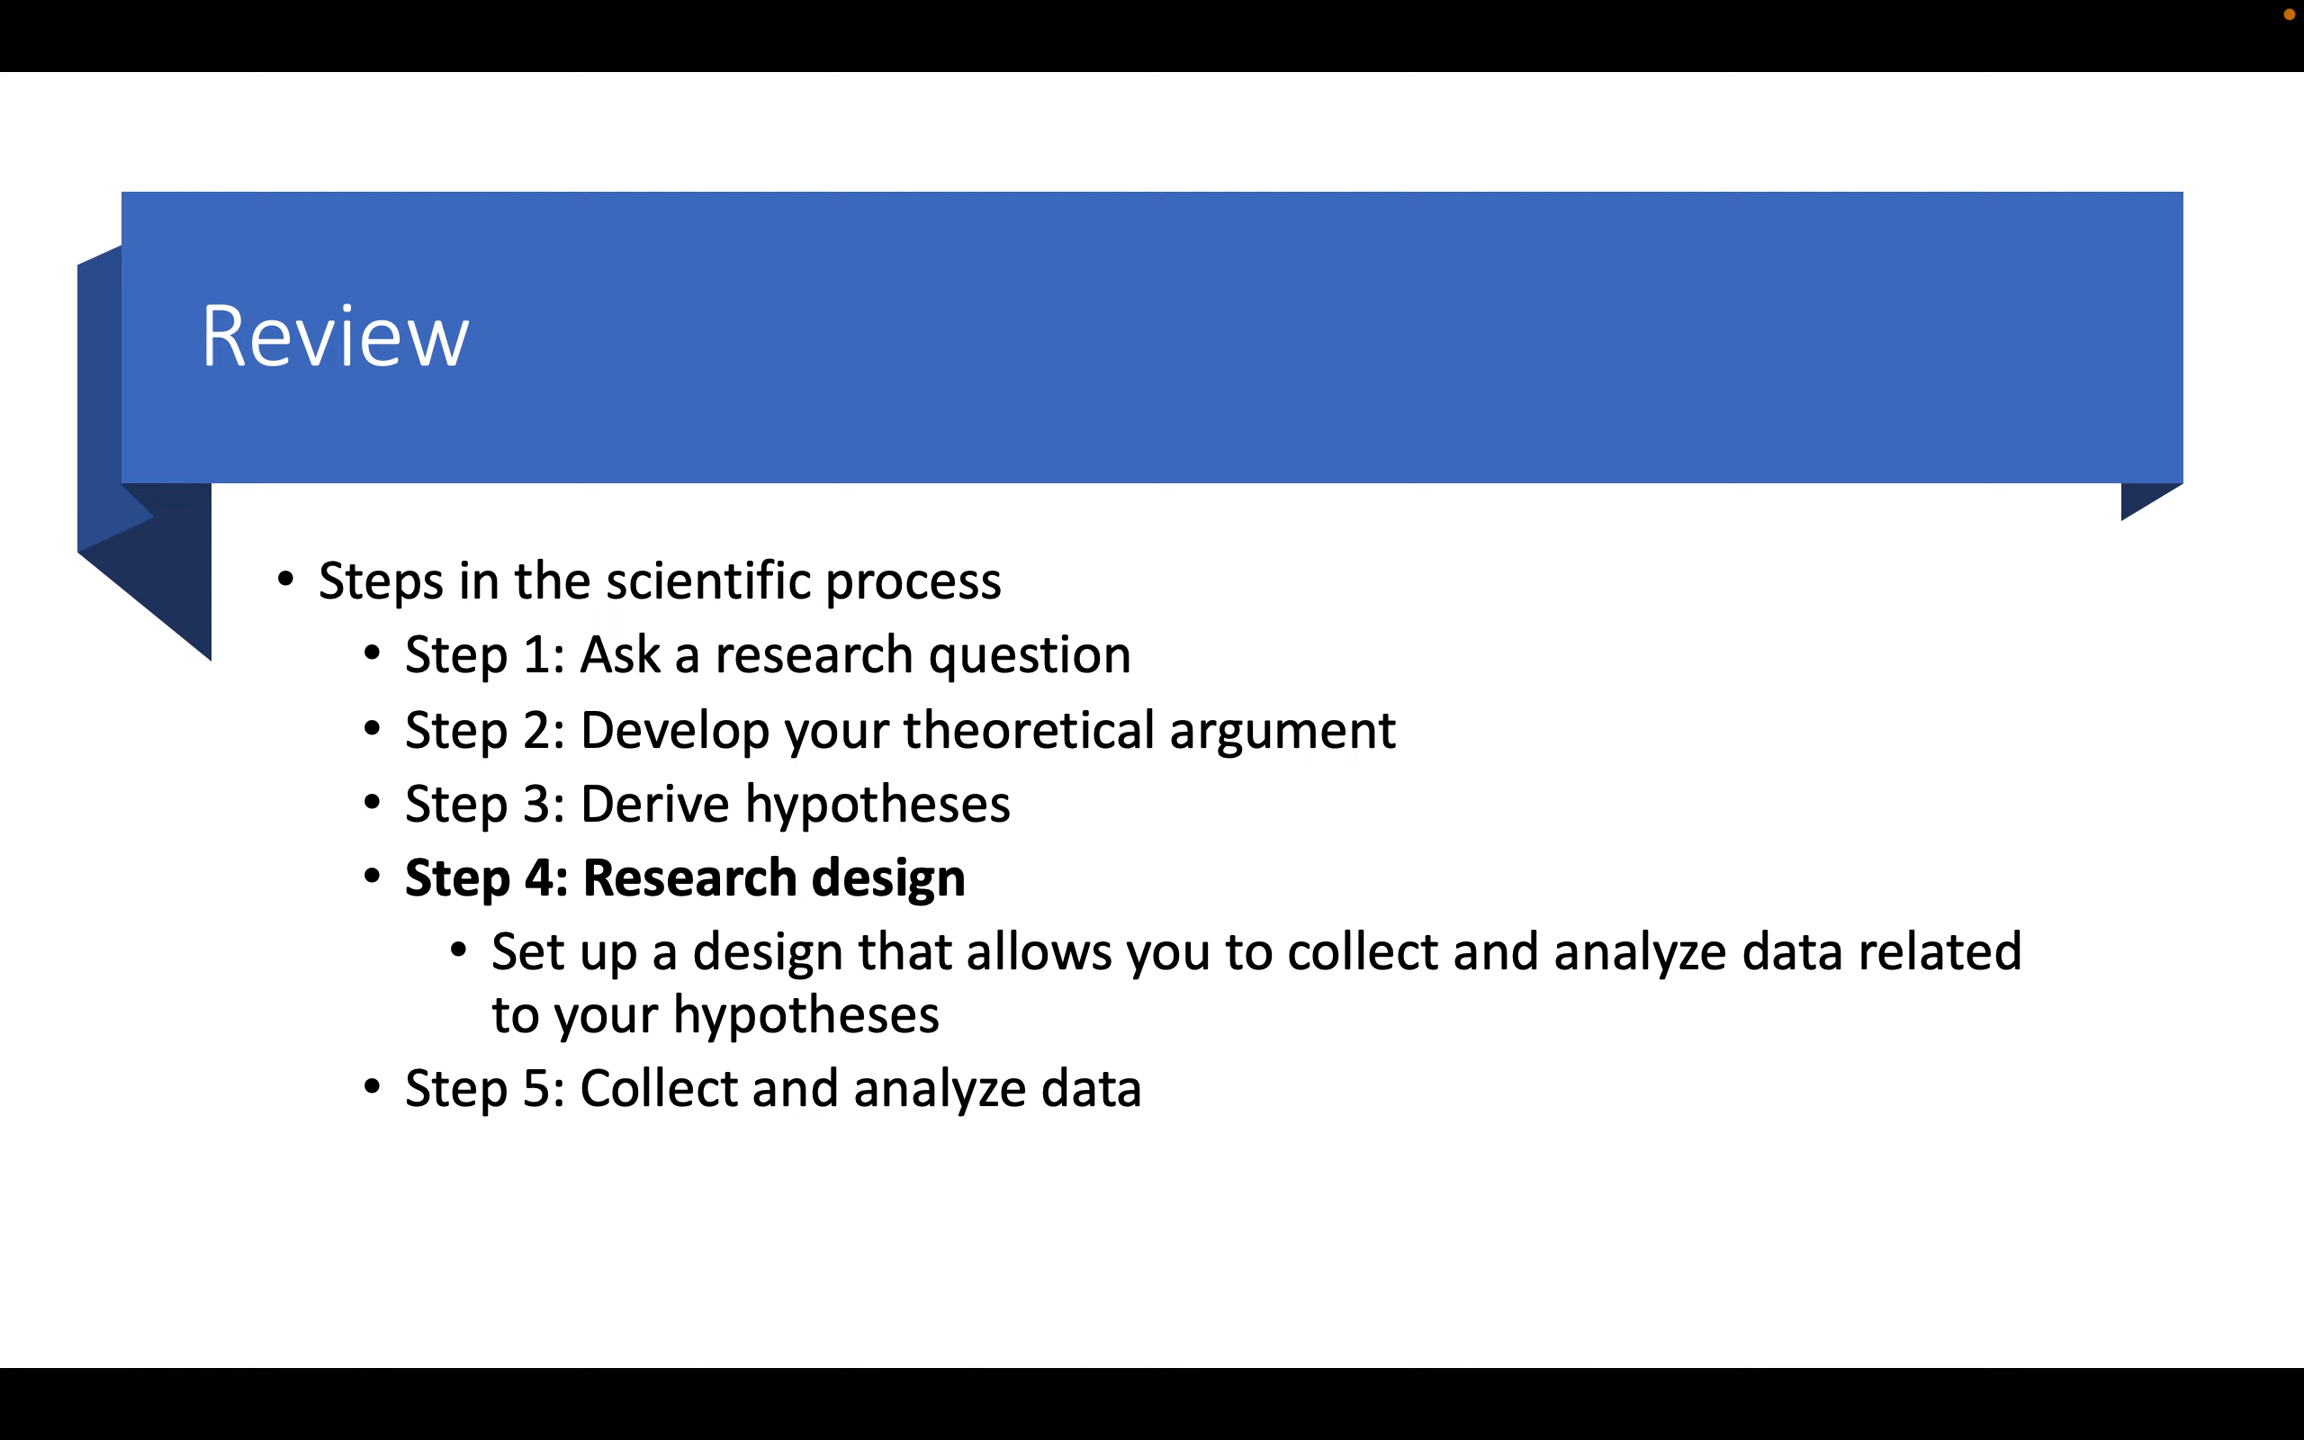 Review
• Steps in the scientific process
• Step 1: Ask a research question
• Step 2: Develop your theoretical argument
• Step 3: Derive hypotheses
• Step 4: Research design
• Set up a design that allows you to collect and analyze data related
to your hypotheses
• Step 5: Collect and analyze data